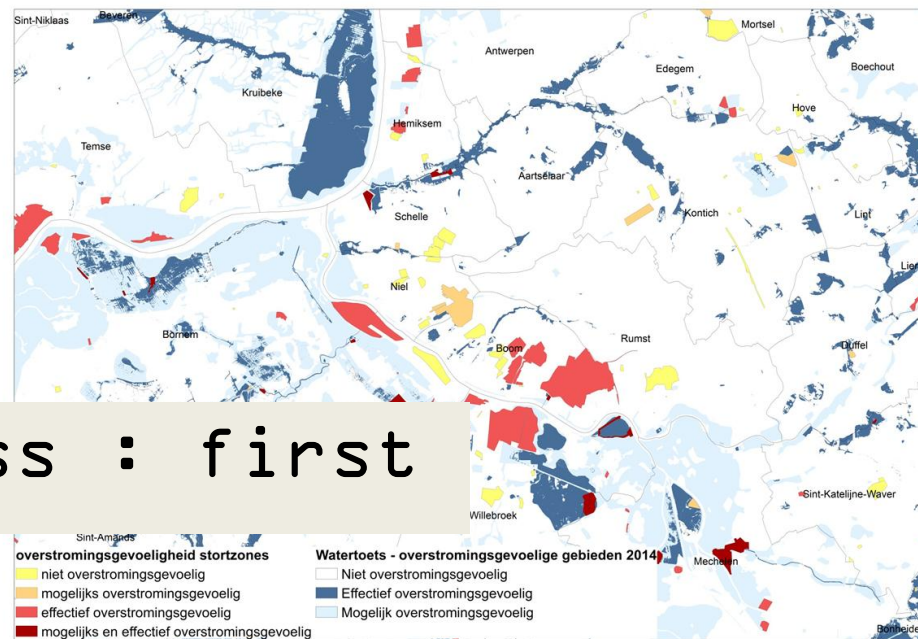 Sint-Niklaas
Beveren
Mortsel
Antwerpen
Edegem
Boechout
Kruibeke
Hove
Hemiksem
Temse
Aartselaar
Kontich
Lint
Schelle
Lier
Niel
Bornem
Boom
Rumst
Duffel
ss : first
Sint-Katelijne-Waver
Willebroek
Sint-Amands
Mechelen
overstromingsgevoeligheid stortzones
niet overstromingsgevoelig
mogelijks overstromingsgevoelig
effectief overstromingsgevoelig
mogelijks en effectief overstromingsgevoelig
Watertoets - overstromingsgevoelige gebieden 2014
Niet overstromingsgevoelig
Effectief overstromingsgevoelig
Mogelijk overstromingsgevoelig
Bonheide